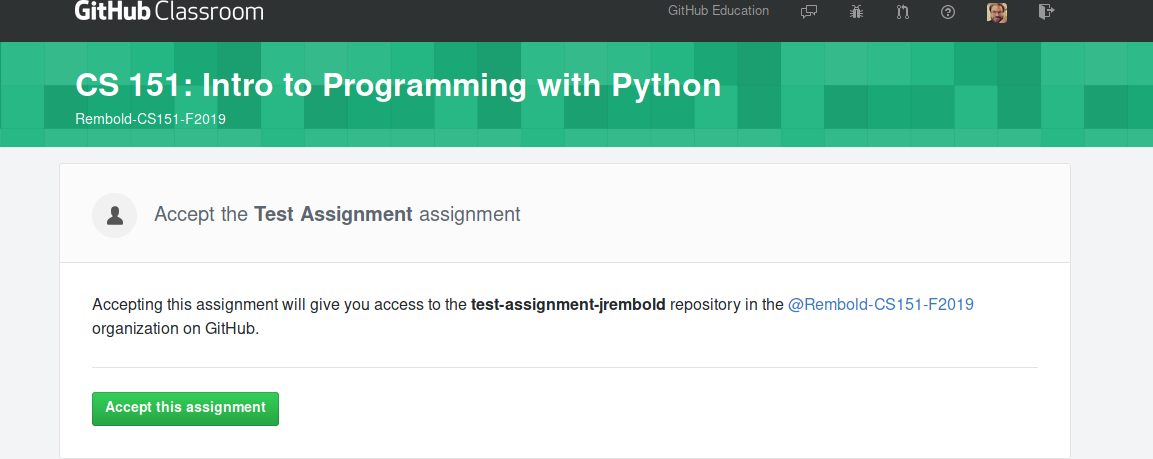 GitHub Classroom
GitHub Education
CS 151: Intro to Programming with Python
Rembold-CS151-F2019
Accept the Test Assignment assignment
Accepting this assignment will give you access to the test-assignment-jrembold repository in the @Rembold-CS151-F2019
organization on GitHub.
Accept this assignment